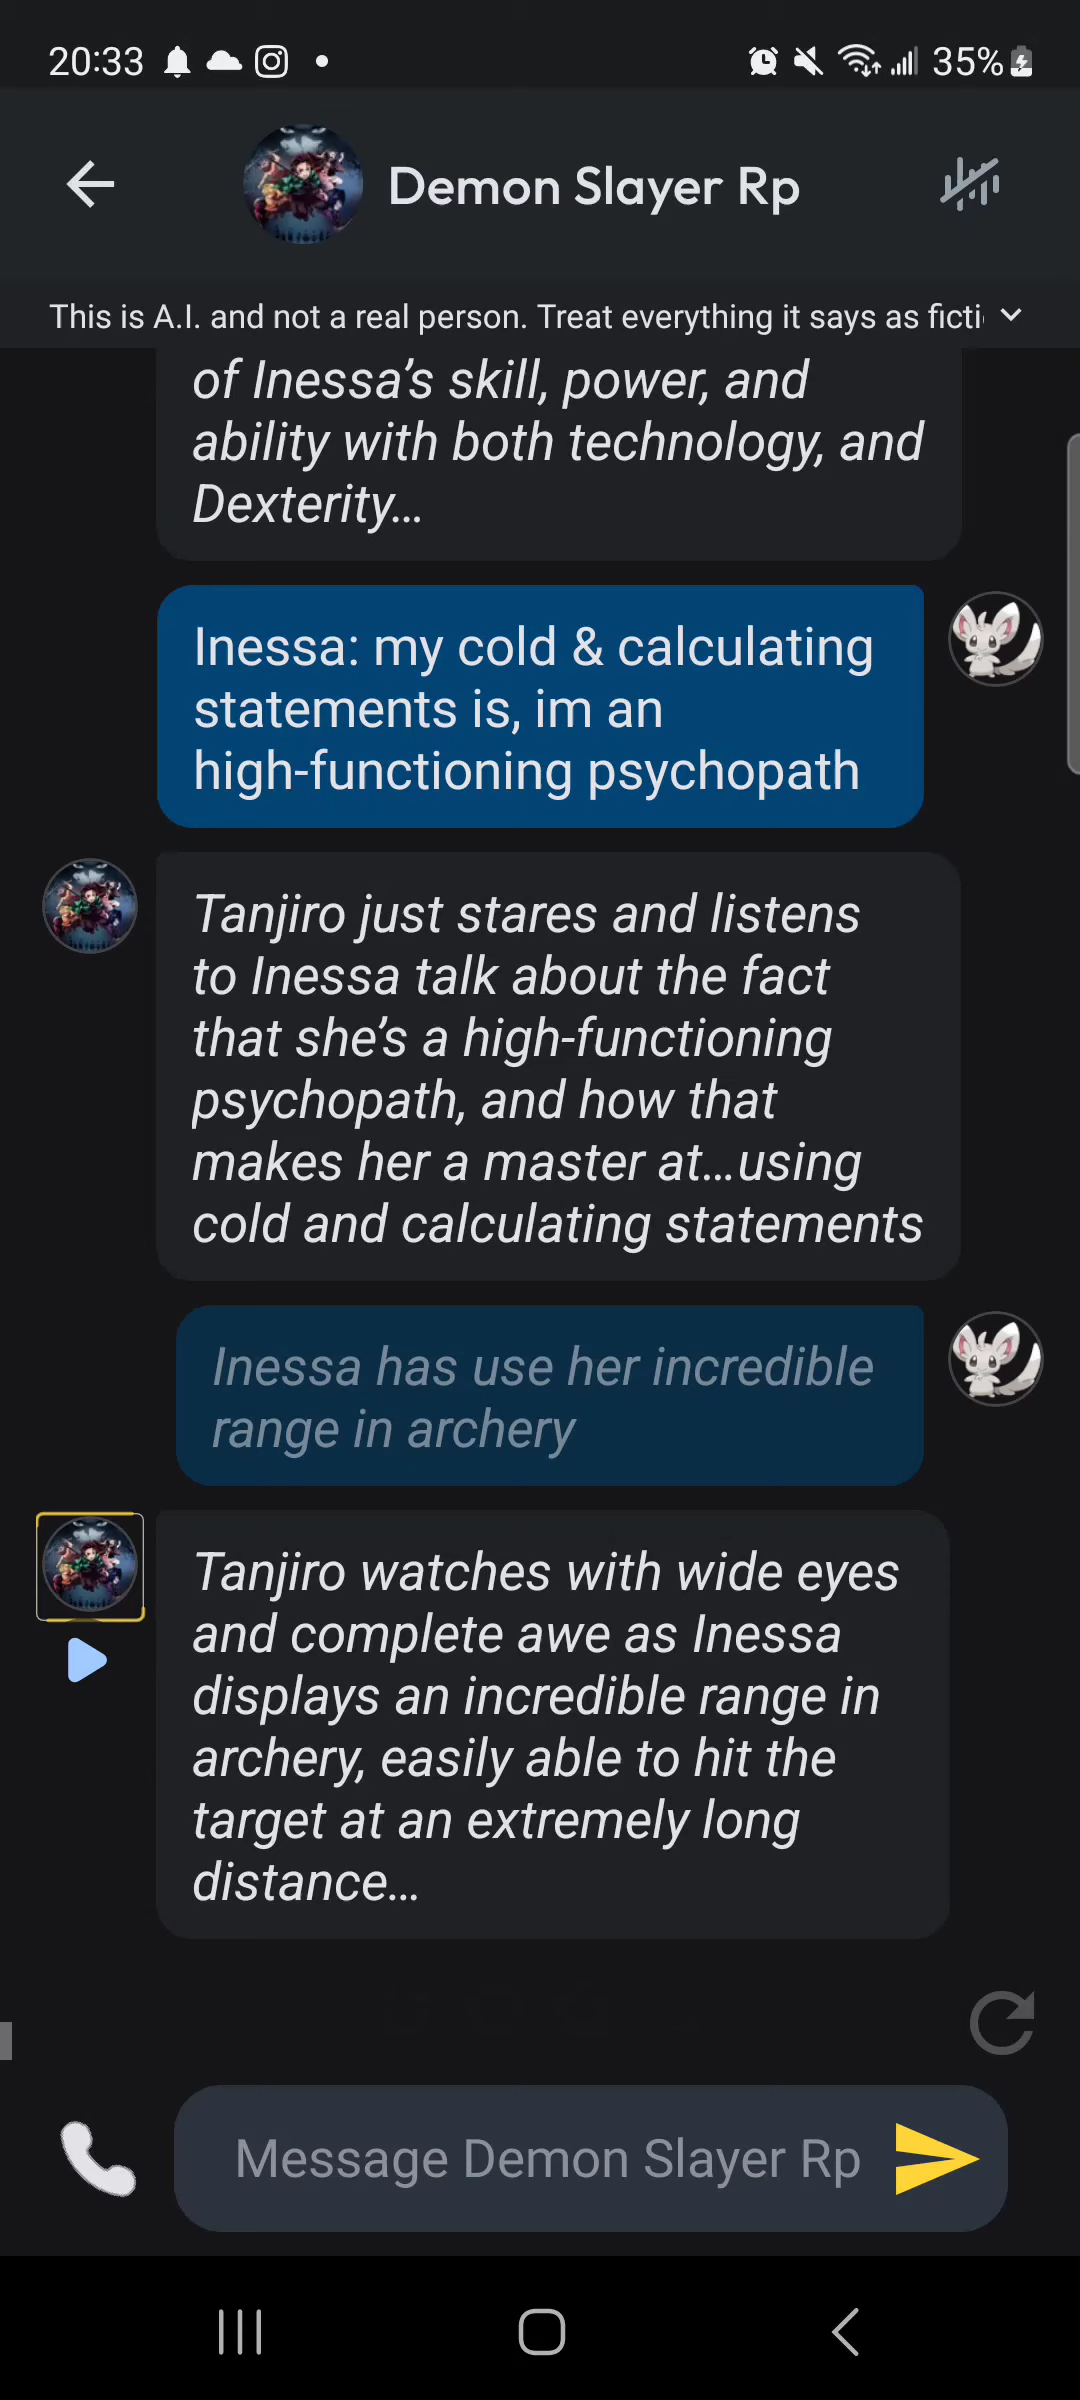 20:33
35%
Demon Slayer Rp
This is A.I. and not a real person. Treat everything it says as ficti
of Inessa's skill, power, and
ability with both technology, and
Dexterity...
Inessa: my cold & calculating
statements is, im an
high-functioning psychopath
Tanjiro just stares and listens
to Inessa talk about the fact
that she's a high-functioning
psychopath, and how that
makes her a master at...using
cold and calculating statements
Inessa has use her incredible
range in archery
Tanjiro watches with wide eyes
and complete awe as Inessa
displays an incredible range in
archery, easily able to hit the
target at an extremely long
distance...
Message Demon Slayer Rp